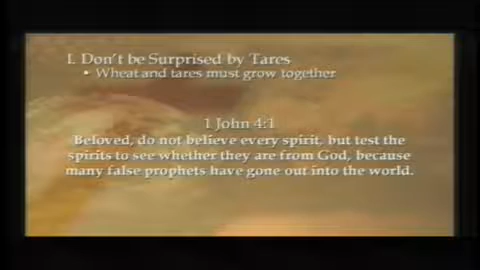 I. Don't be Surprised by Tares
• Wheat and tares must grow together
1 John 4:1
Beloved, do not believe every spirit, but test the
spirits to see whether they are from God, because
many false prophets have gone out into the world.